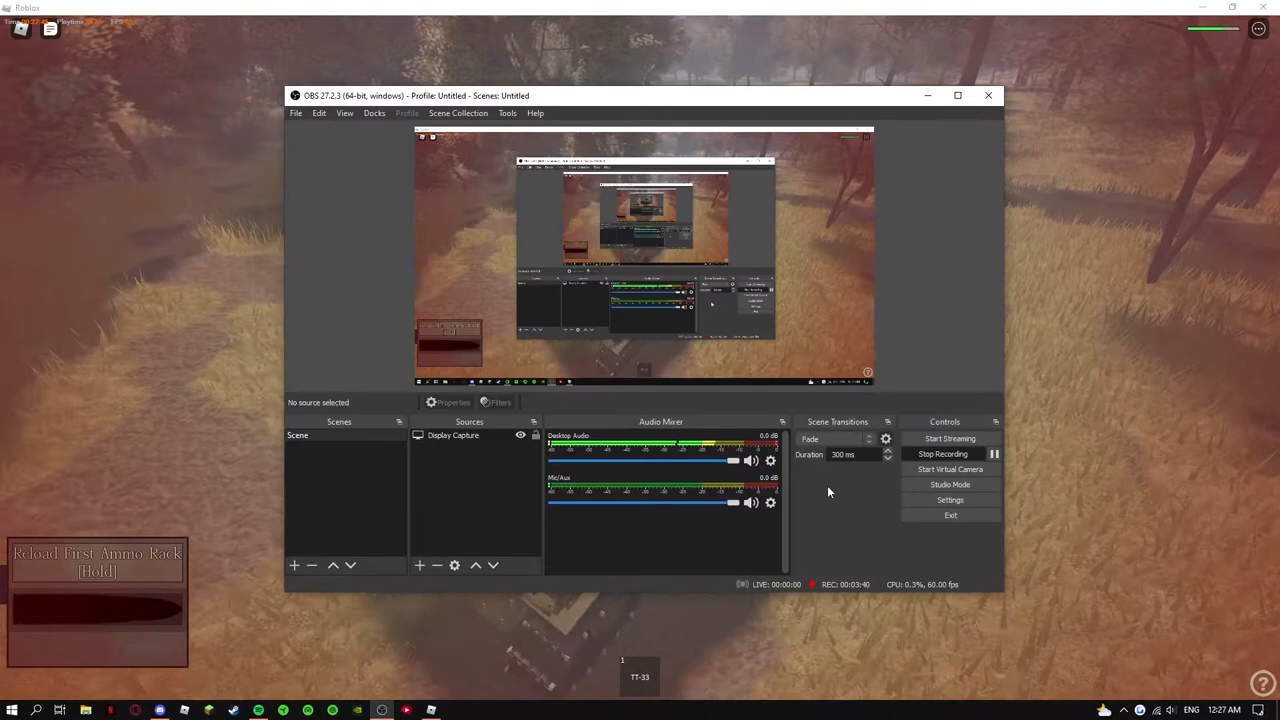 Roblox
OBS 27.2.3 (64-bit, windows) - Profile: Untitled - Scenes: Untitled
File Edit View Docks Profile Scene Collection Tools Help
No source selected
Properties
Filters
Scenes
Sources
Audio Mixer
Scene Transitions
Controls
Scene
Display Capture
Desktop Audio
0.0 dB
Mic/Aux
0.0 dB
Fade
Duration 300 ms
Start Streaming
Stop Recording
Start Virtual Camera
Studio Mode
Settings
Exit
LIVE: 00:00:00
REC: 00:03:40
CPU: 0.3%, 60.00 fps
Reload First Ammo Rack
[Hold]
1
TT-33
ENG
12:27 AM